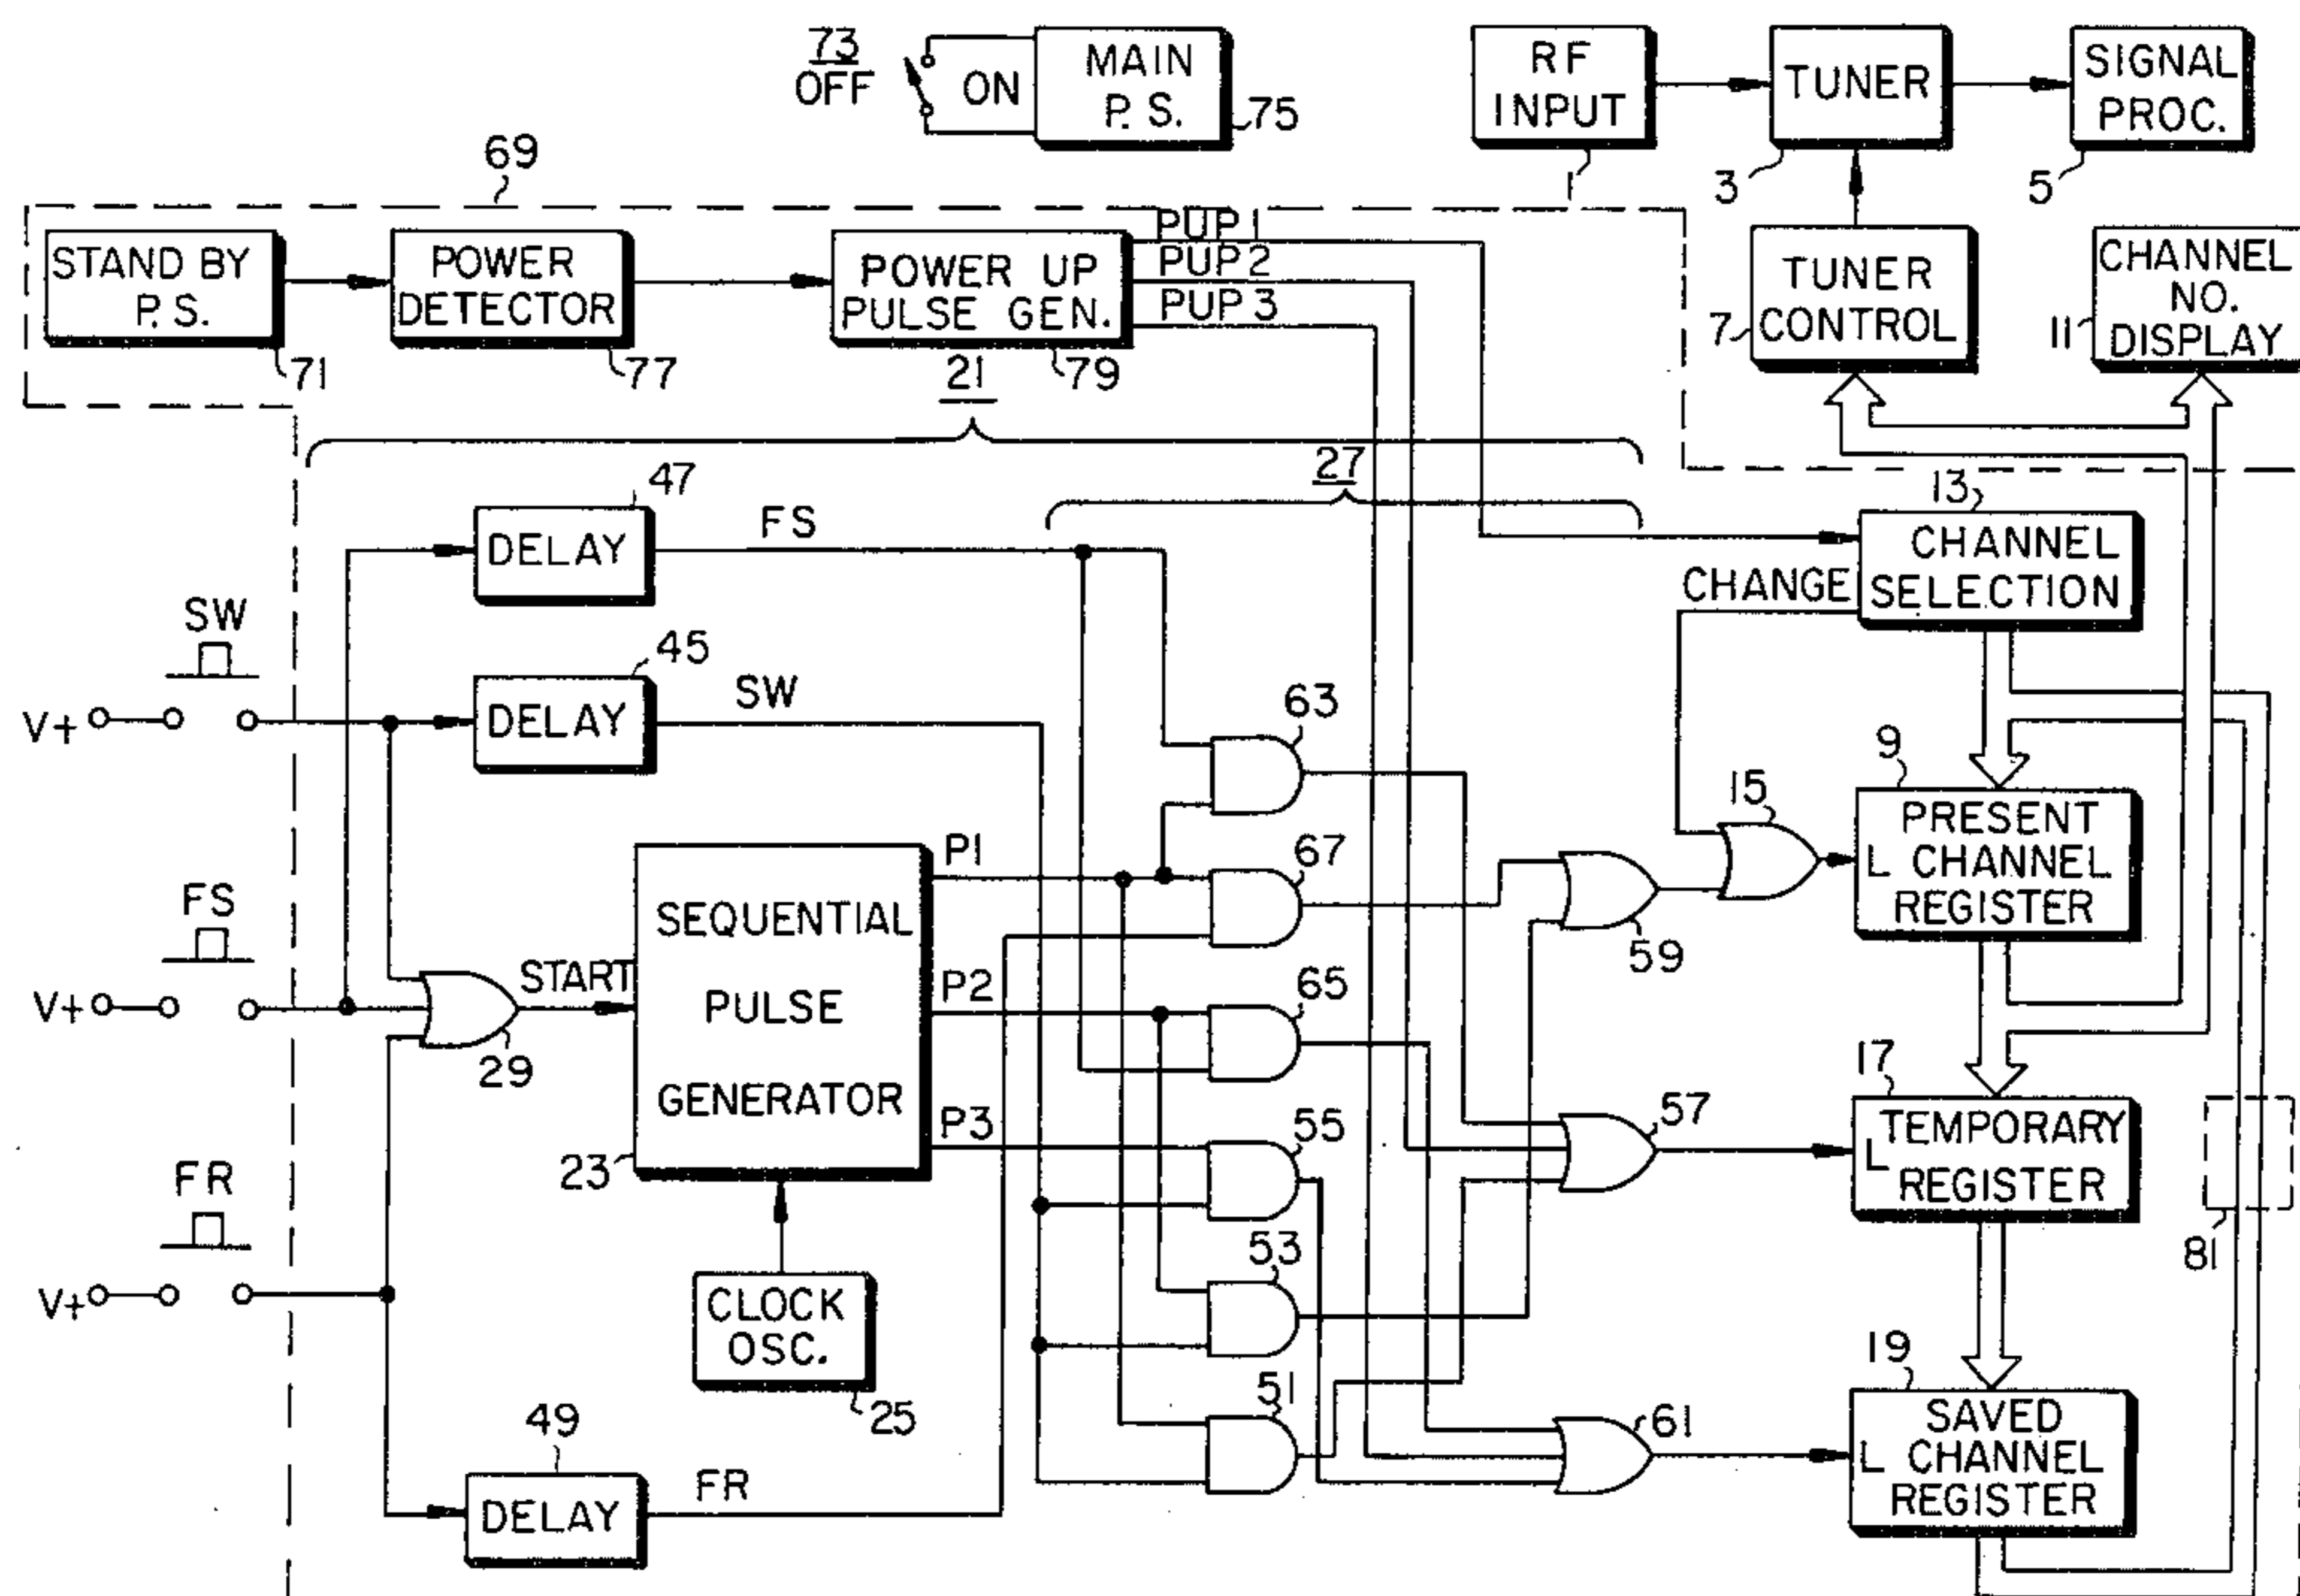 73
OFF
ON
MAIN
P. S.
75
RF
INPUT
1
TUNER
3
SIGNAL
PROC.
5
69
STAND BY
P. S.
71
POWER
DETECTOR
77
POWER UP
PULSE GEN.
79
PUP 1
PUP 2
PUP 3
TUNER
CONTROL
7
CHANNEL
NO.
DISPLAY
11
21
27
47
DELAY
FS
13
CHANNEL
SELECTION
CHANGE
SW
V+
45
DELAY
SW
63
9
PRESENT
L CHANNEL
REGISTER
15
67
59
FS
V+
START
29
SEQUENTIAL
PULSE
GENERATOR
23
P1
P2
P3
65
17
TEMPORARY
L
REGISTER
57
55
81
53
FR
V+
CLOCK
OSC.
25
51
19
SAVED
L CHANNEL
REGISTER
61
49
DELAY
FR